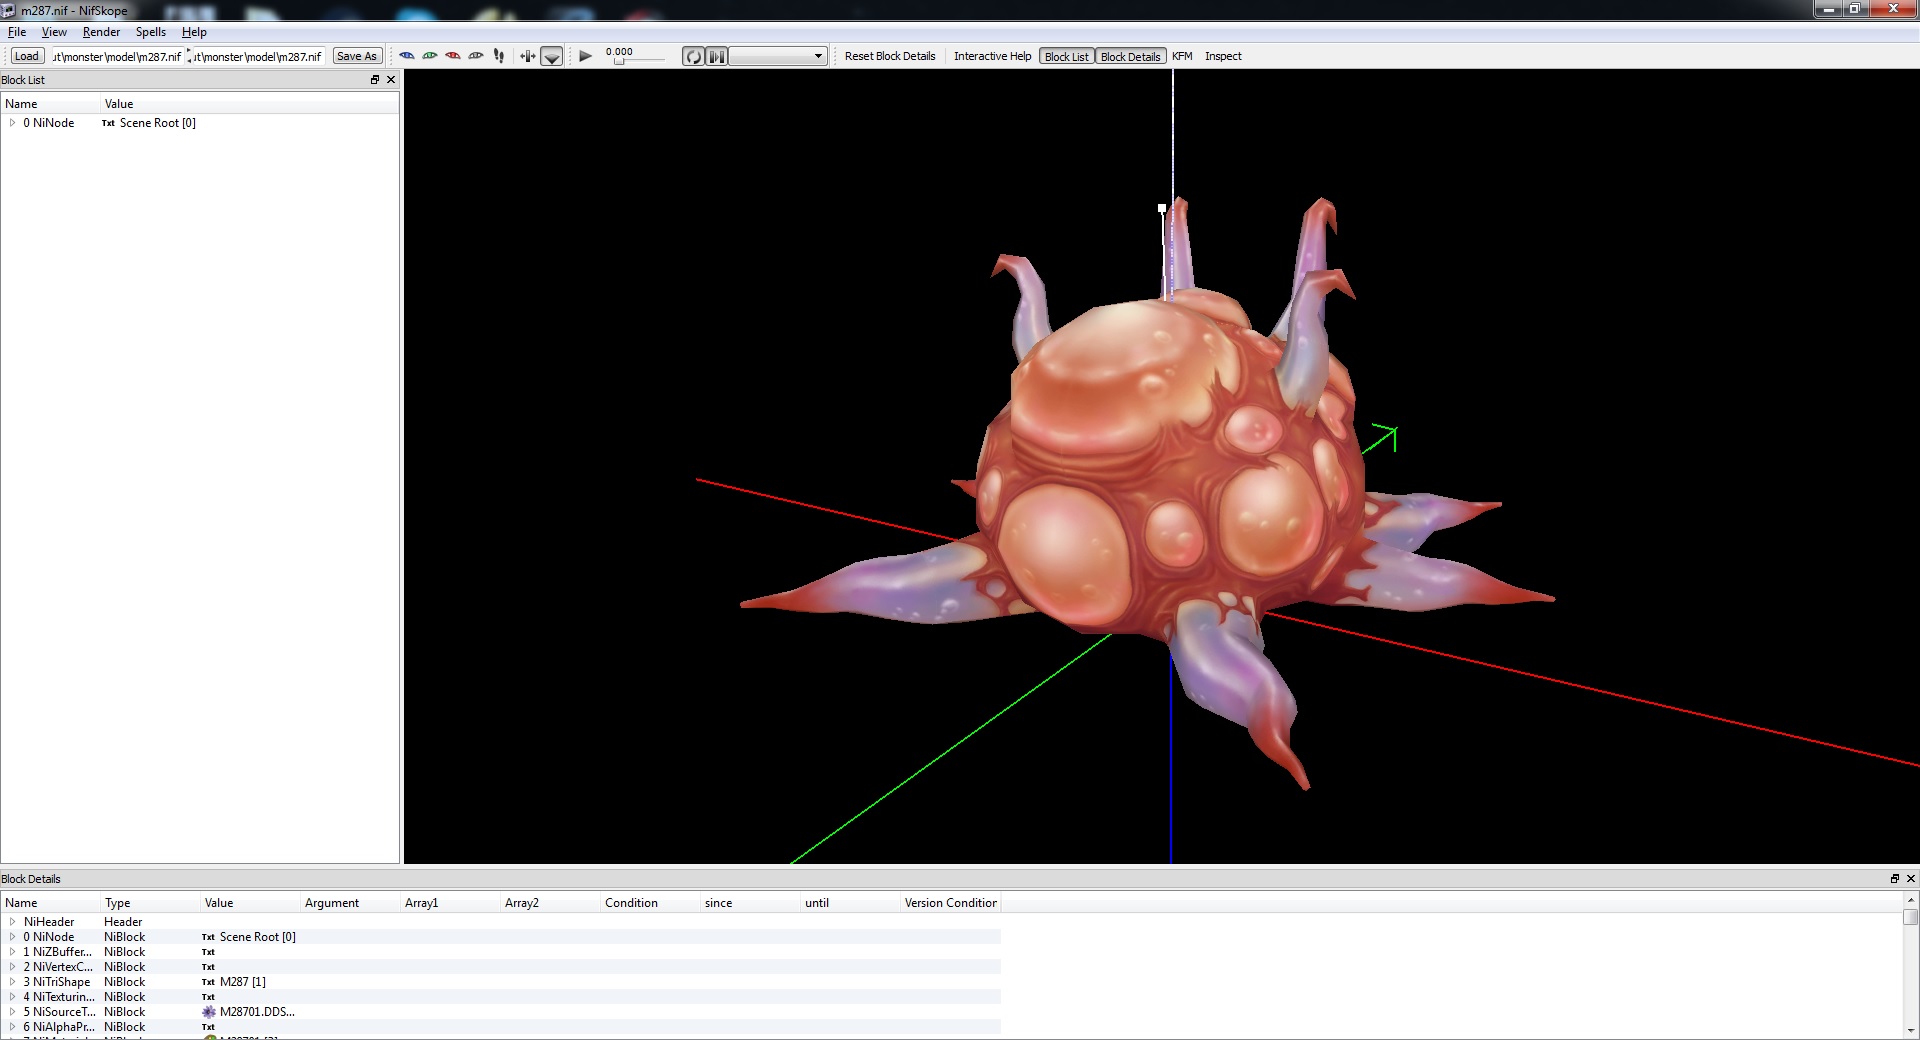 m287.nif - NifSkope
File View Render Spells Help
Load ut\monster\model\m287.nif ut\monster\model\m287.nif Save As 0.000 Reset Block Details Interactive Help Block List Block Details KFM Inspect
Block List
Name Value
0 NiNode Txt Scene Root [0]
Block Details
Name Type Value Argument Array1 Array2 Condition since until Version Condition
NiHeader Header
0 NiNode NiBlock Txt Scene Root [0]
1 NiZBuffer... NiBlock Txt
2 NiVertexC... NiBlock Txt
3 NiTriShape NiBlock Txt M287 [1]
4 NiTexturin... NiBlock Txt
5 NiSourceT... NiBlock M28701.DDS...
6 NiAlphaPr... NiBlock Txt